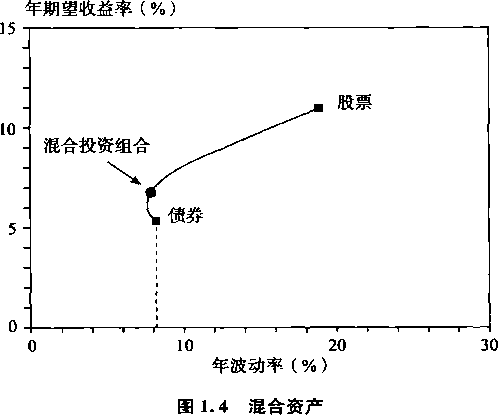 年期望收益率(%)
15
股票
10
混合投资组合
债券
5
0
0
10
20
30
年波动率(%)
图1.4 混合资产